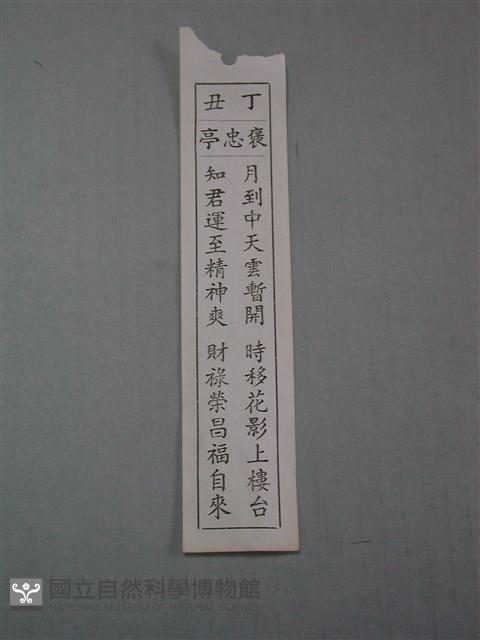 丁丑
褒忠亭
月到中天雲暫開 時移花影上樓台
知君運至精神爽 財祿榮昌福自來
國立自然科學博物館
NATIONAL MUSEUM OF NATURAL SCIENCE